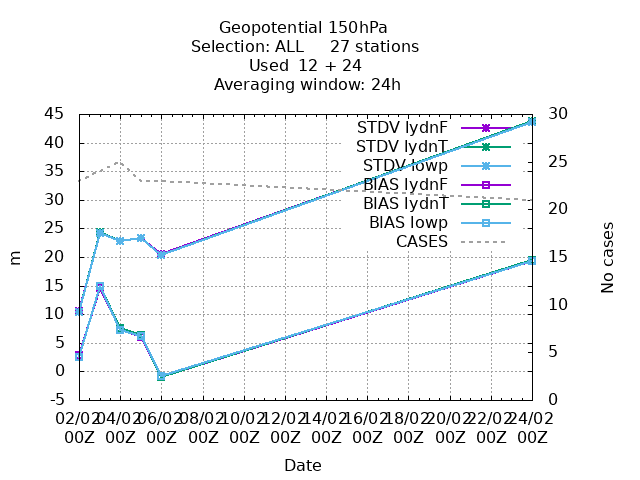 Geopotential 150hPa
Selection: ALL 27 stations
Used 12 + 24
Averaging window: 24h
45
40
35
30
25
20
15
10
5
0
-5
m
STDV lydnF
STDV lydnT
STDV lowp
BIAS lydnF
BIAS lydnT
BIAS lowp
CASES
30
25
20
15
10
5
0
No cases
02/02 04/02 06/02 08/02 10/02 12/02 14/02 16/02 18/02 20/02 22/02 24/02
00Z 00Z 00Z 00Z 00Z 00Z 00Z 00Z 00Z 00Z 00Z 00Z
Date